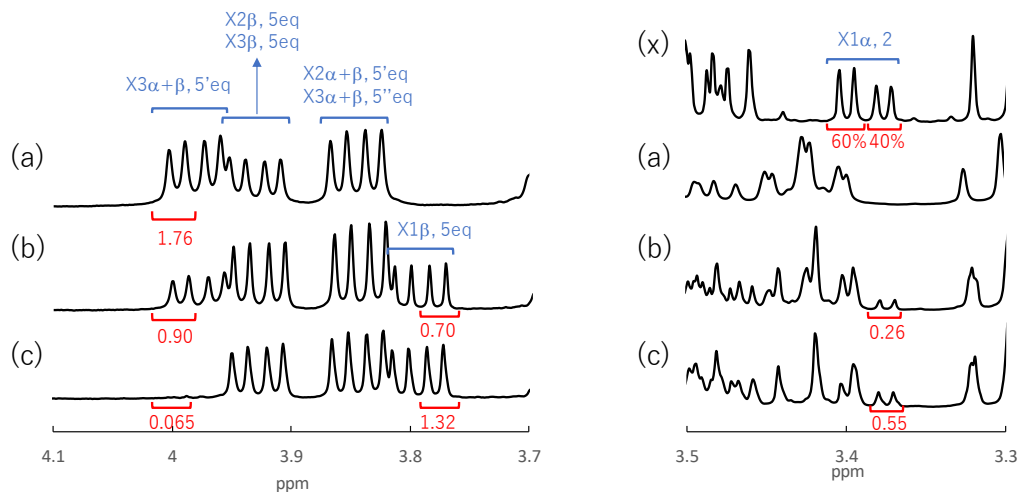 X2β, 5eq
X3β, 5eq
X3α+β, 5'eq
X2α+β, 5'eq
X3α+β, 5''eq
(a)
1.76
(b)
X1β, 5eq
0.90
0.70
(c)
0.065
1.32
4.1
4
3.9
3.8
3.7
ppm
(x)
X1α, 2
60%
40%
(a)
(b)
0.26
(c)
0.55
3.5
3.4
3.3
ppm